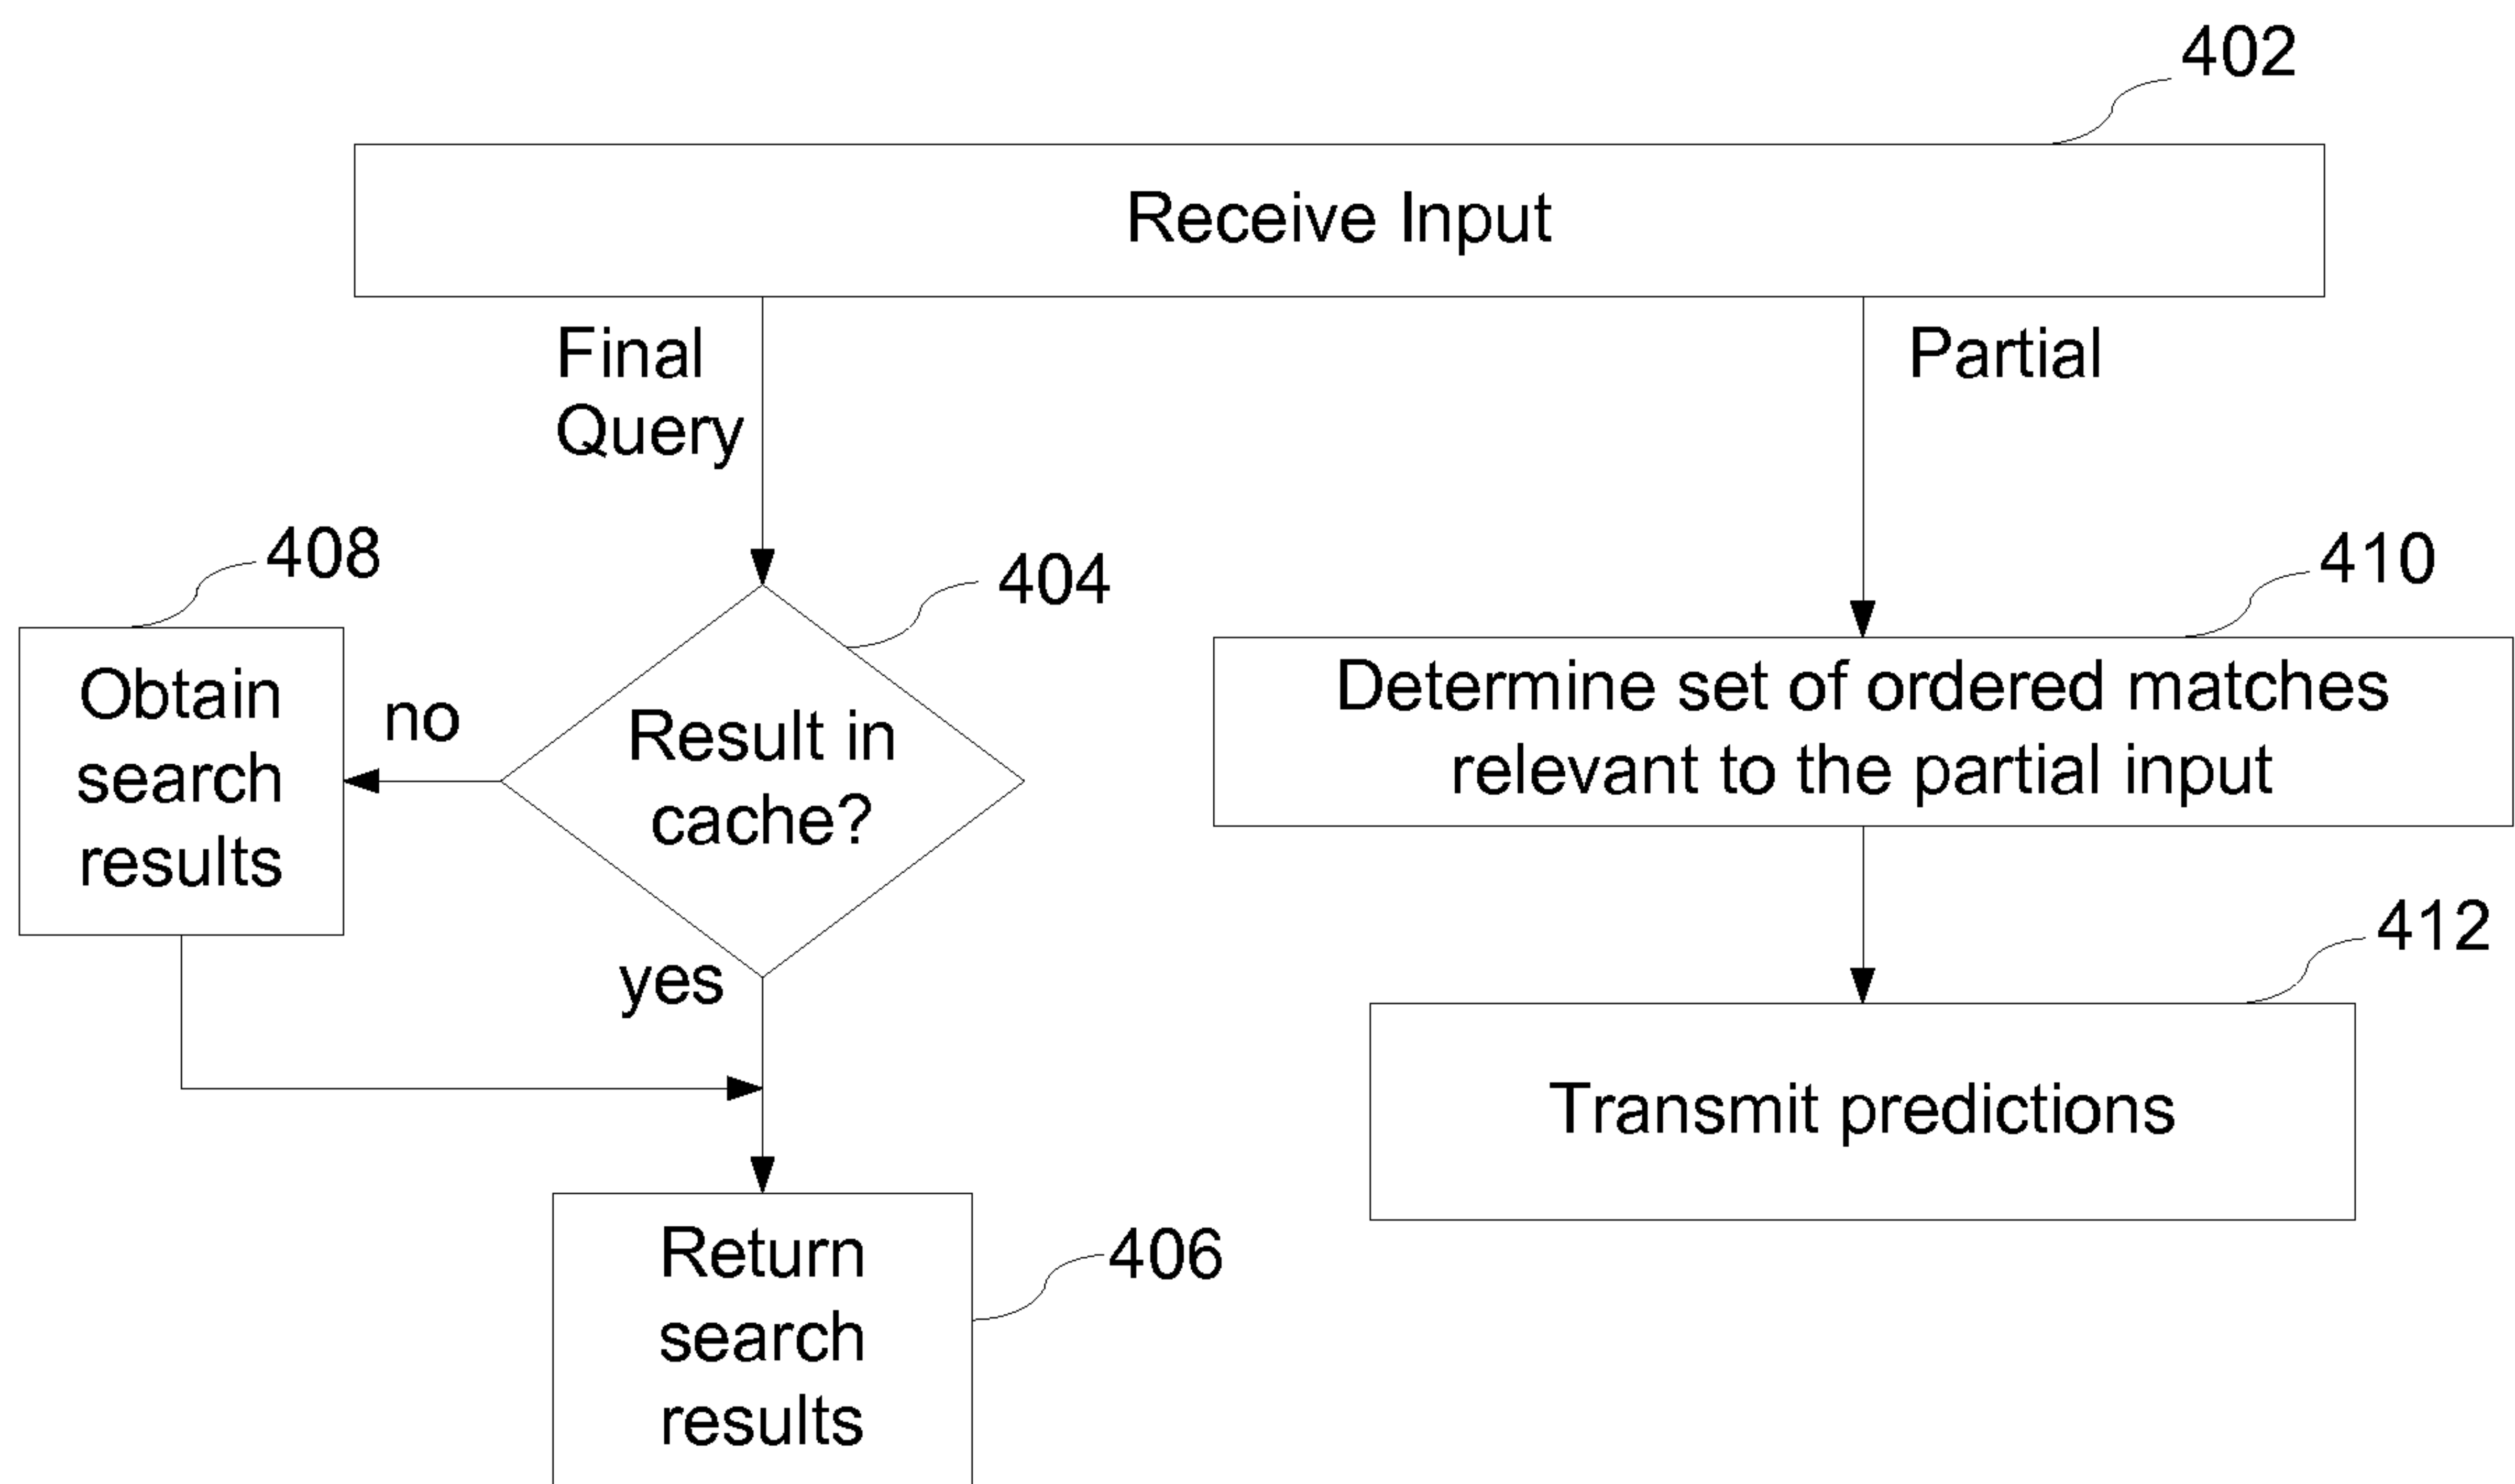 402
Receive Input
Final
Query
Partial
408
404
410
Obtain
search
results
no
Result in
cache?
Determine set of ordered matches
relevant to the partial input
yes
412
Transmit predictions
Return
search
results
406